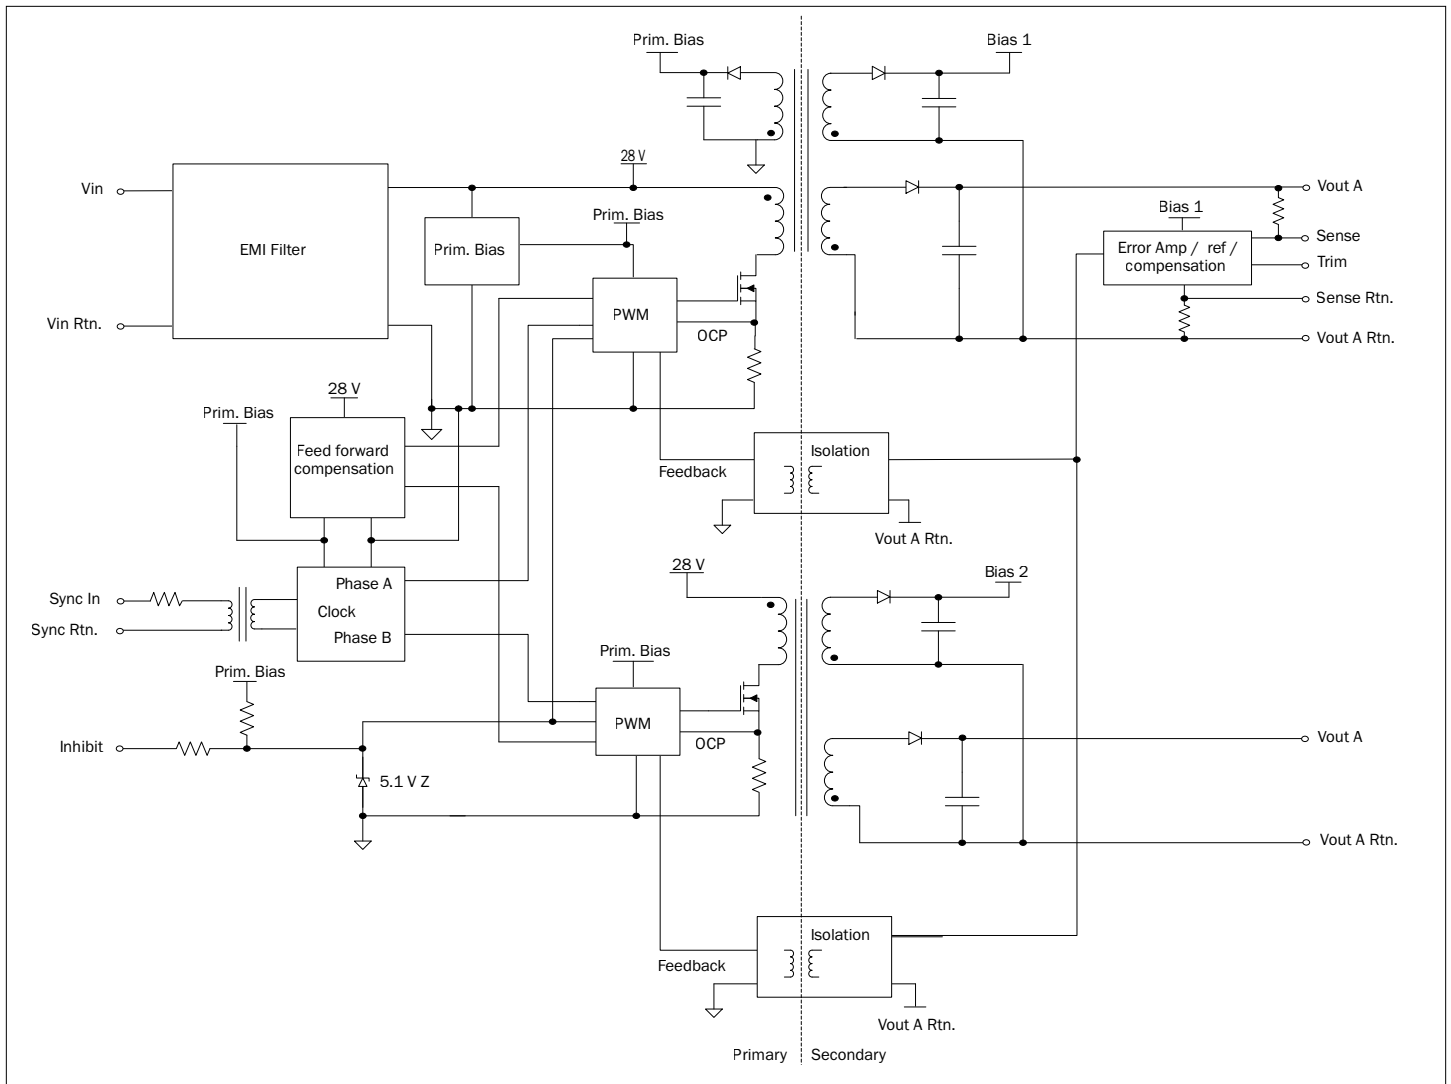 Prim. Bias
Bias 1
28 V
Vin
EMI Filter
Prim. Bias
Prim. Bias
Vout A
Bias 1
Error Amp / ref /
compensation
Sense
Trim
Sense Rtn.
Vin Rtn.
PWM
OCP
Vout A Rtn.
28 V
Prim. Bias
Feed forward
compensation
Isolation
Feedback
Vout A Rtn.
28 V
Bias 2
Sync In
Sync Rtn.
Phase A
Clock
Phase B
Prim. Bias
Prim. Bias
PWM
OCP
Inhibit
5.1 V Z
Vout A
Vout A Rtn.
Isolation
Feedback
Vout A Rtn.
Primary
Secondary